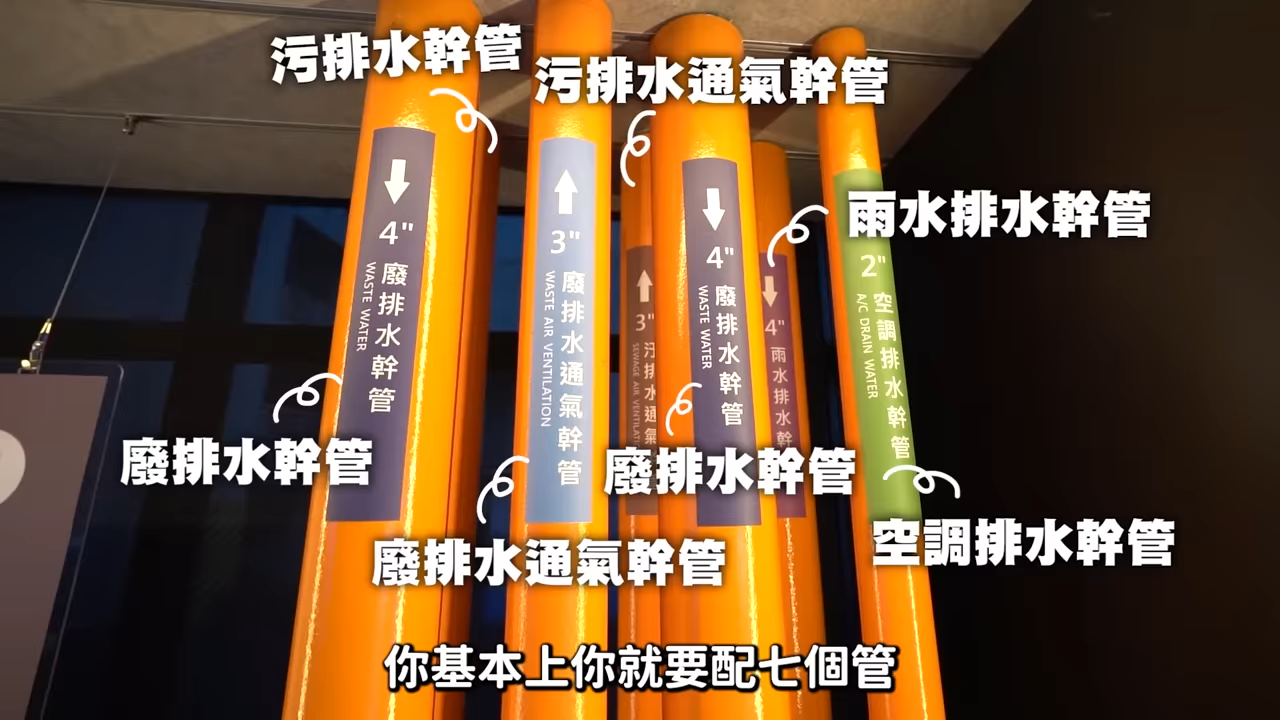 污排水幹管
污排水通氣幹管
雨水排水幹管
4"
廢排水幹管
WASTE WATER
3"
廢排水通氣幹管
WASTE AIR VENTILATION
3"
汙排水通氣
SEWAGE AIR VENTILATI
4"
廢排水幹管
WASTE WATER
4"
雨水排水幹
2"
空調排水幹管
A/C DRAIN WATER
廢排水幹管
廢排水幹管
廢排水通氣幹管
空調排水幹管
你基本上你就要配七個管